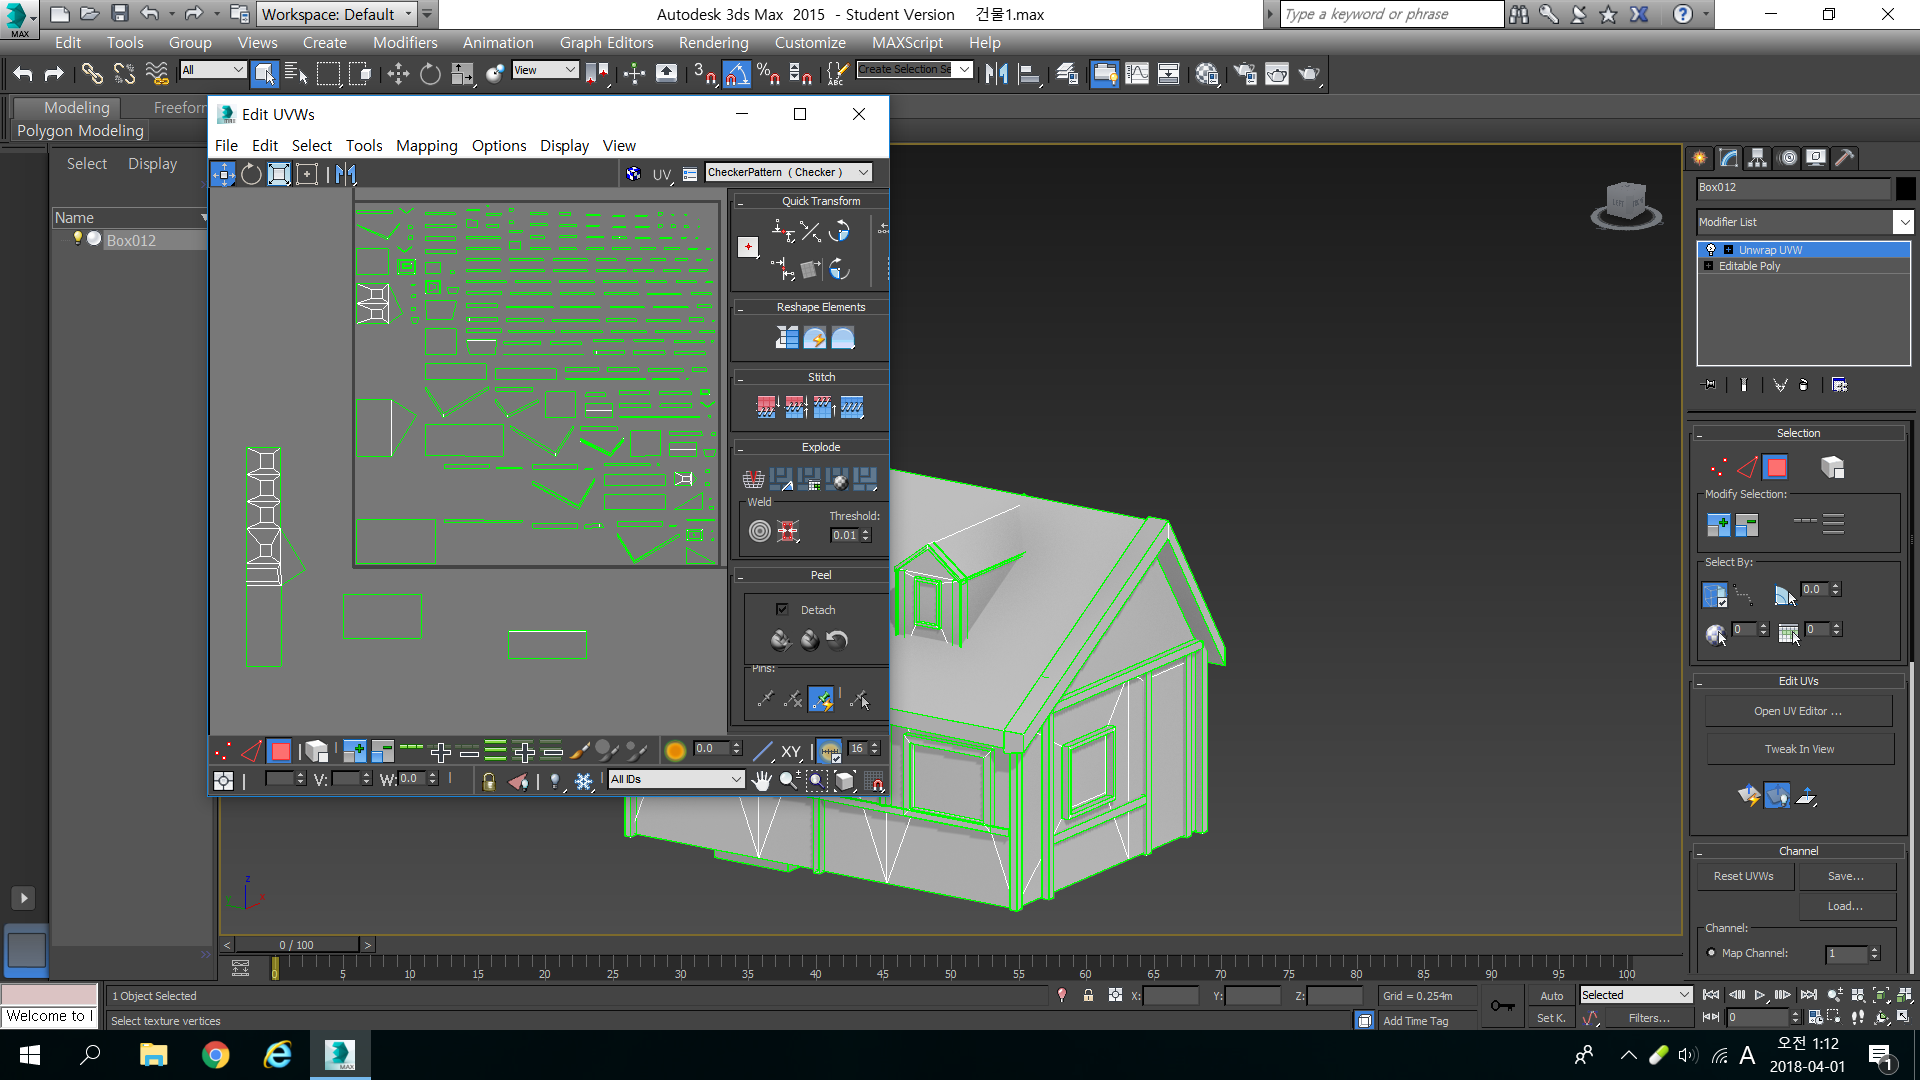 Workspace: Default
Autodesk 3ds Max 2015 - Student Version 건물1.max
Type a keyword or phrase
MAX
Edit Tools Group Views Create Modifiers Animation Graph Editors Rendering Customize MAXScript Help
All
View
3
ABC
Create Selection Se
Modeling
Freeform
Polygon Modeling
Edit UVWs
File Edit Select Tools Mapping Options Display View
UV
CheckerPattern ( Checker )
Select Display
Name
Box012
Quick Transform
Reshape Elements
Stitch
Explode
Weld
Threshold:
0.01
Peel
Detach
Pins:
0.0
XY
16
V:
W: 0.0
All IDs
Box012
Modifier List
Unwrap UVW
Editable Poly
Selection
Modify Selection:
Select By:
0.0
0
0
Edit UVs
Open UV Editor ...
Tweak In View
Channel
Reset UVWs
Save...
Load...
Channel:
Map Channel:
1
z
0 / 100
0 5 10 15 20 25 30 35 40 45 50 55 60 65 70 75 80 85 90 95 100
1 Object Selected
X: Y: Z:
Grid = 0.254m
Auto
Selected
Welcome to
Select texture vertices
Add Time Tag
Set K.
Filters...
0
MAX
A
오전 1:12
2018-04-01
1